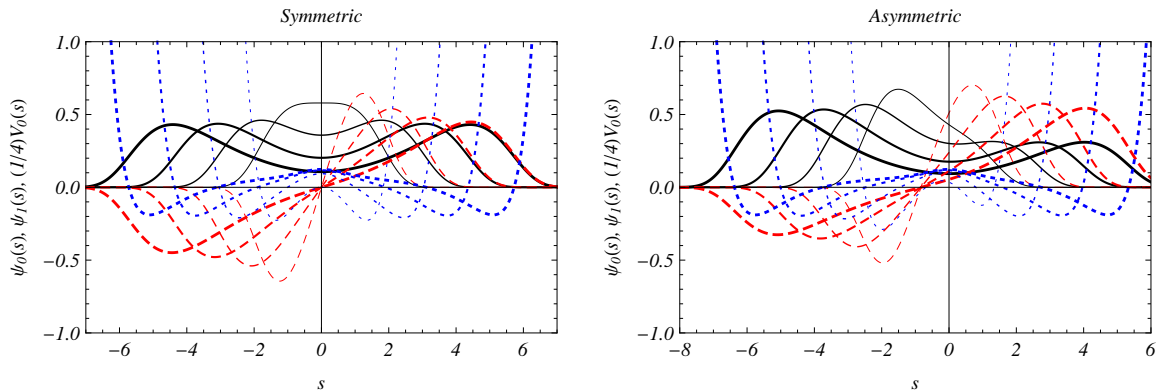 Symmetric
1.0
0.5
0.0
−0.5
−1.0
−6 −4 −2 0 2 4 6
s
ψ0(s), ψ1(s), (1/4)V0(s)
Asymmetric
1.0
0.5
0.0
−0.5
−1.0
−8 −6 −4 −2 0 2 4 6
s
ψ0(s), ψ1(s), (1/4)V0(s)